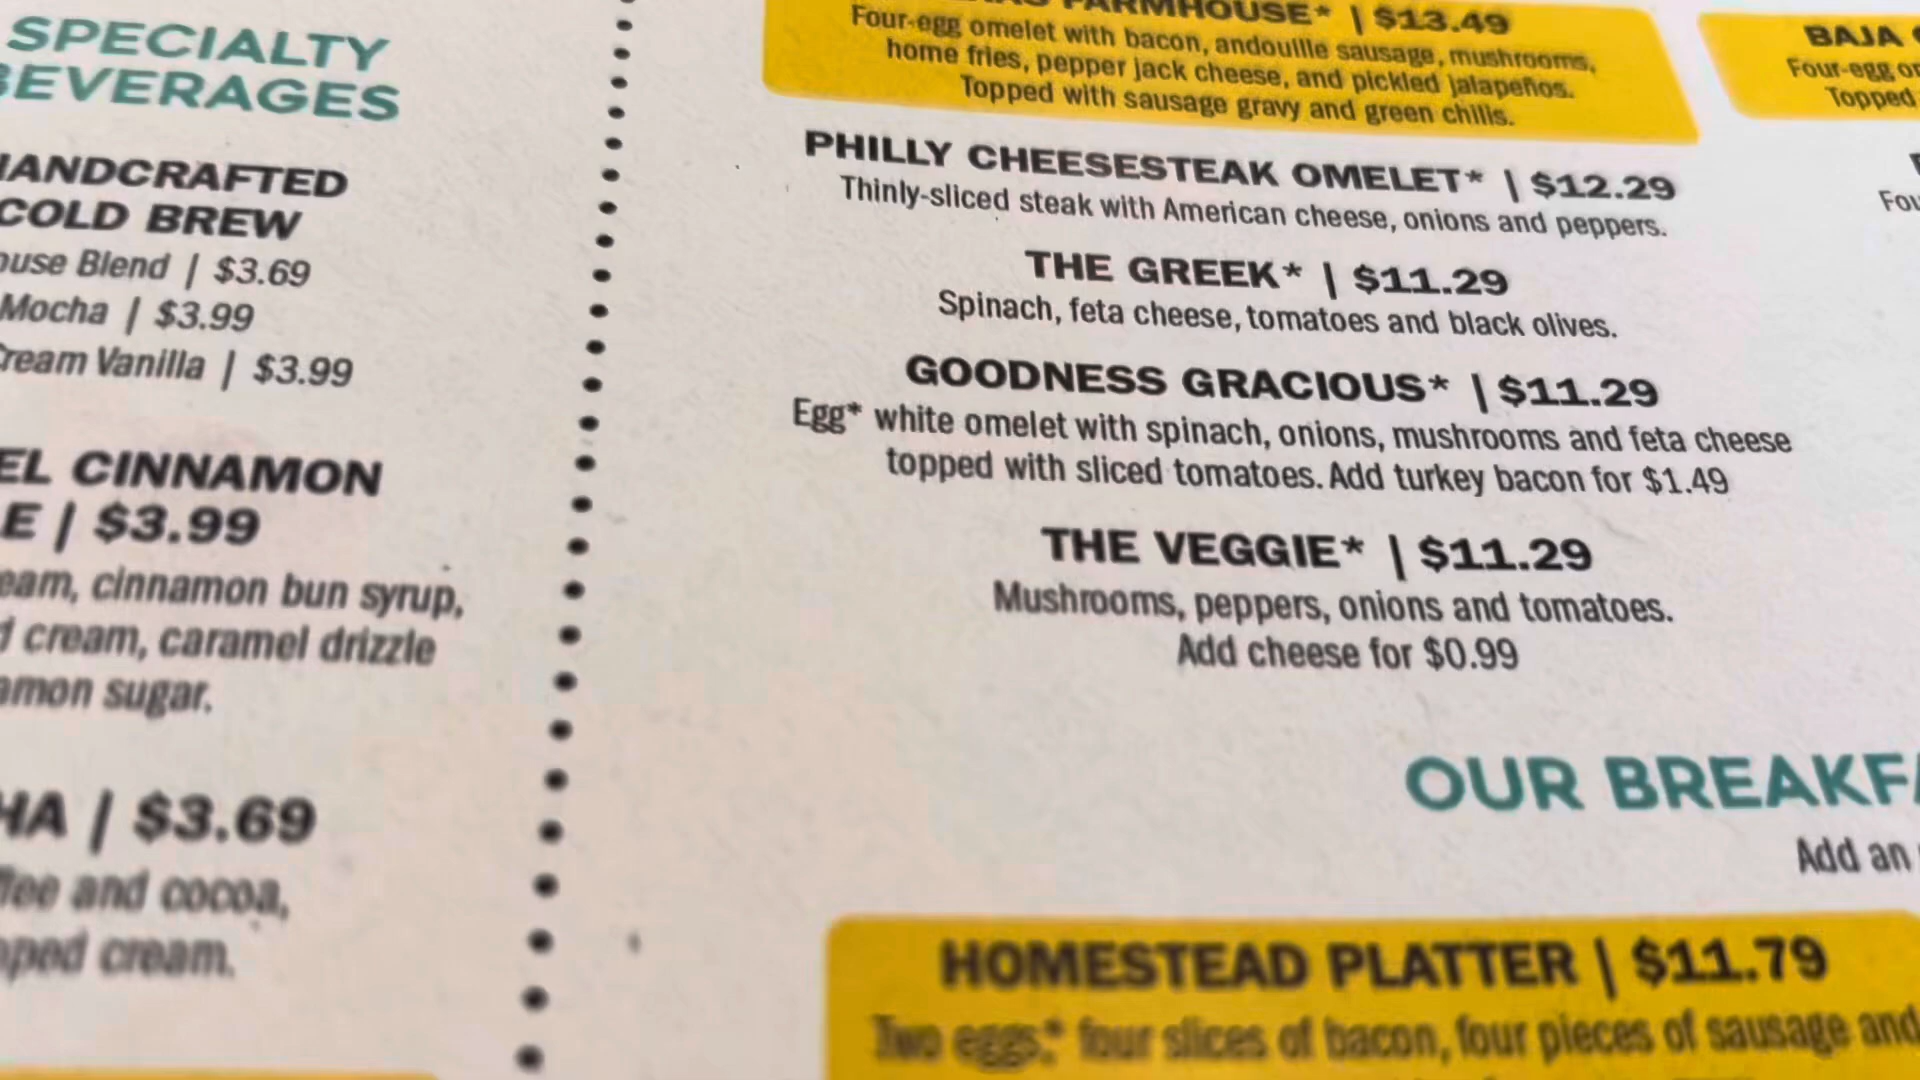 SPECIALTY
BEVERAGES
HANDCRAFTED
COLD BREW
Blend | $3.69
Mocha | $3.99
Cream Vanilla | $3.99
CINNAMON
| $3.99
cinnamon bun syrup,
cream, caramel drizzle
sugar.
| $3.69
and cocoa,
cream.
FARMHOUSE* | $13.49
Four-egg omelet with bacon, andouille sausage, mushrooms,
home fries, pepper jack cheese, and pickled jalapeños.
Topped with sausage gravy and green chilis.
PHILLY CHEESESTEAK OMELET* | $12.29
Thinly-sliced steak with American cheese, onions and peppers.
THE GREEK* | $11.29
Spinach, feta cheese, tomatoes and black olives.
GOODNESS GRACIOUS* | $11.29
Egg* white omelet with spinach, onions, mushrooms and feta cheese
topped with sliced tomatoes. Add turkey bacon for $1.49
THE VEGGIE* | $11.29
Mushrooms, peppers, onions and tomatoes.
Add cheese for $0.99
BAJA
Four-egg
Topped
OUR
Add an
HOMESTEAD PLATTER | $11.79
Two eggs,* four slices of bacon, four pieces of sausage and